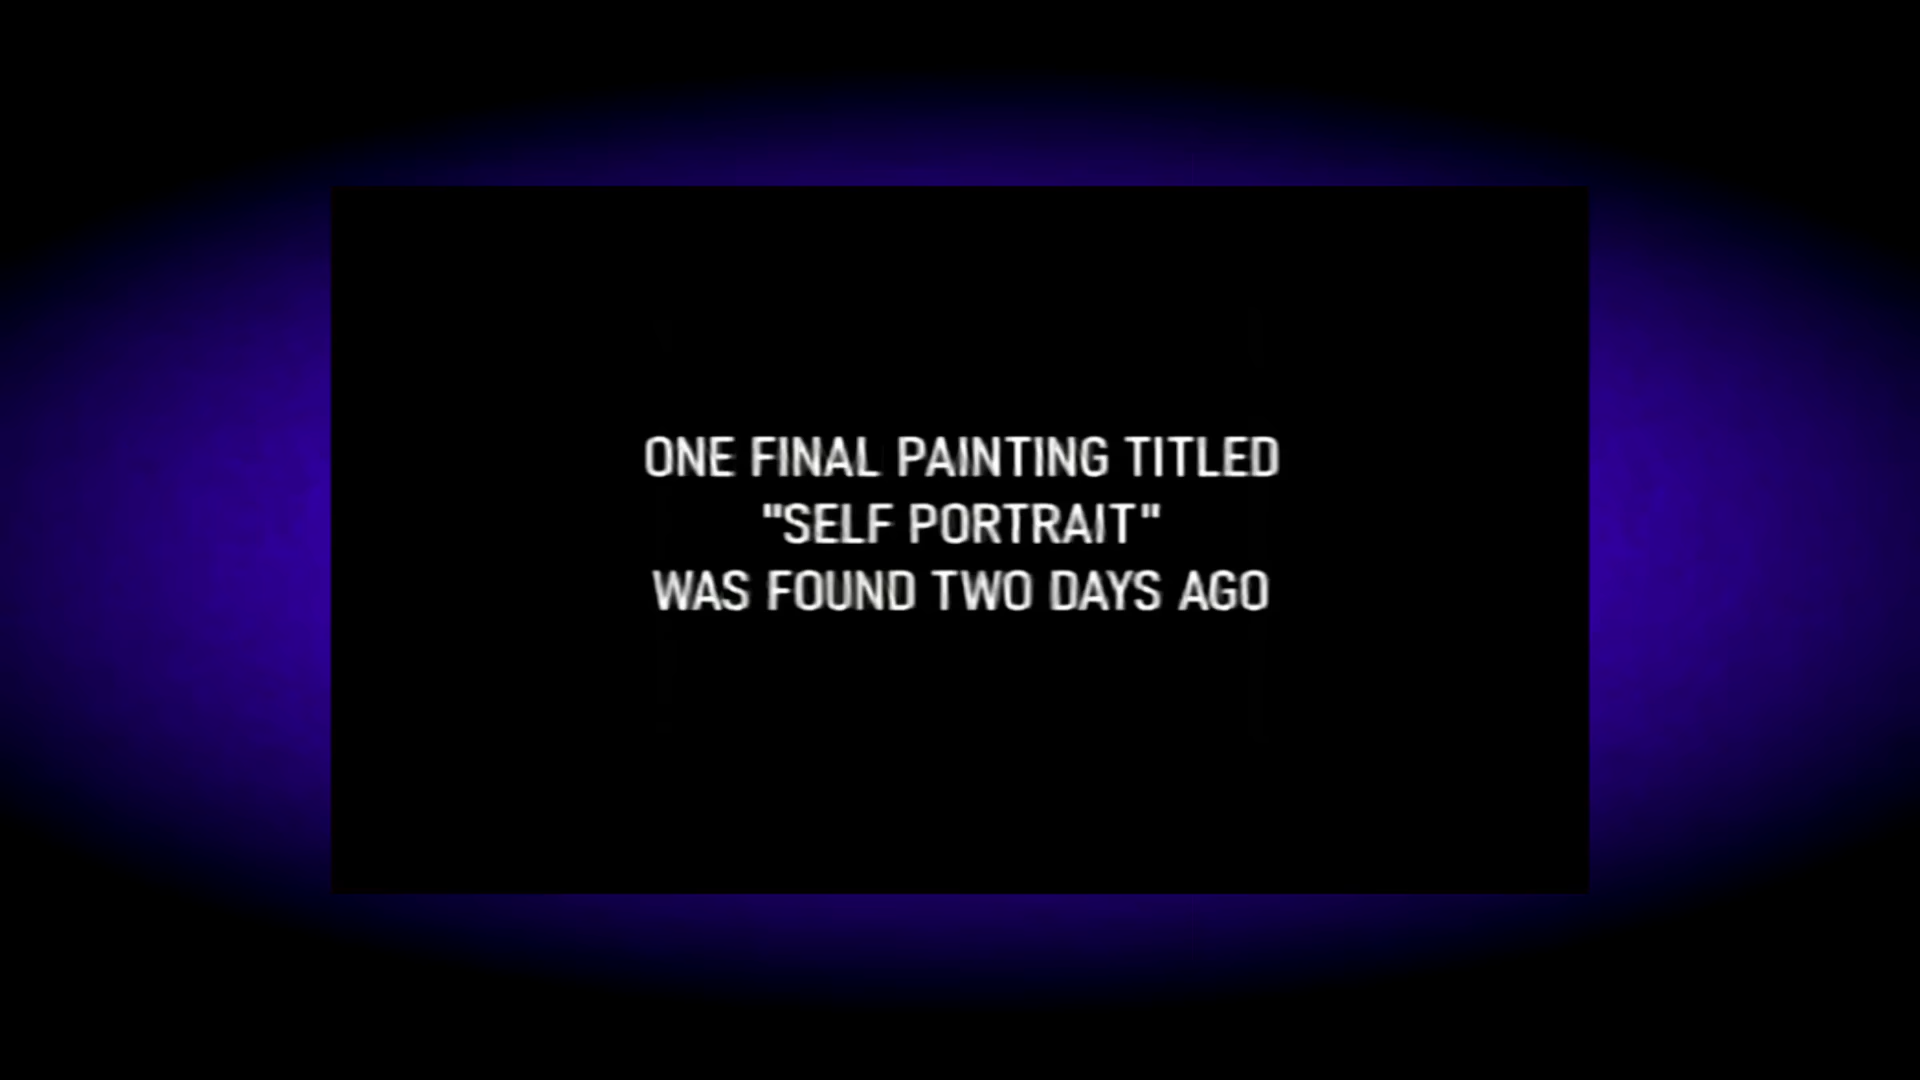 ONE FINAL PAINTING TITLED
"SELF PORTRAIT"
WAS FOUND TWO DAYS AGO